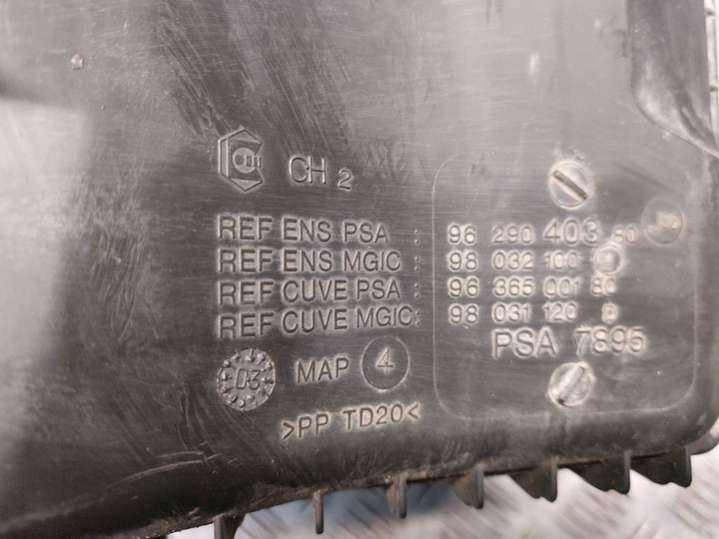 CH 2
REF ENS PSA : 96 290 403 80
REF ENS MGIC : 98 032 100
REF CUVE PSA : 96 365 001 80
REF CUVE MGIC : 98 031 120 D
PSA 7895
03 MAP 4
>PP TD20<